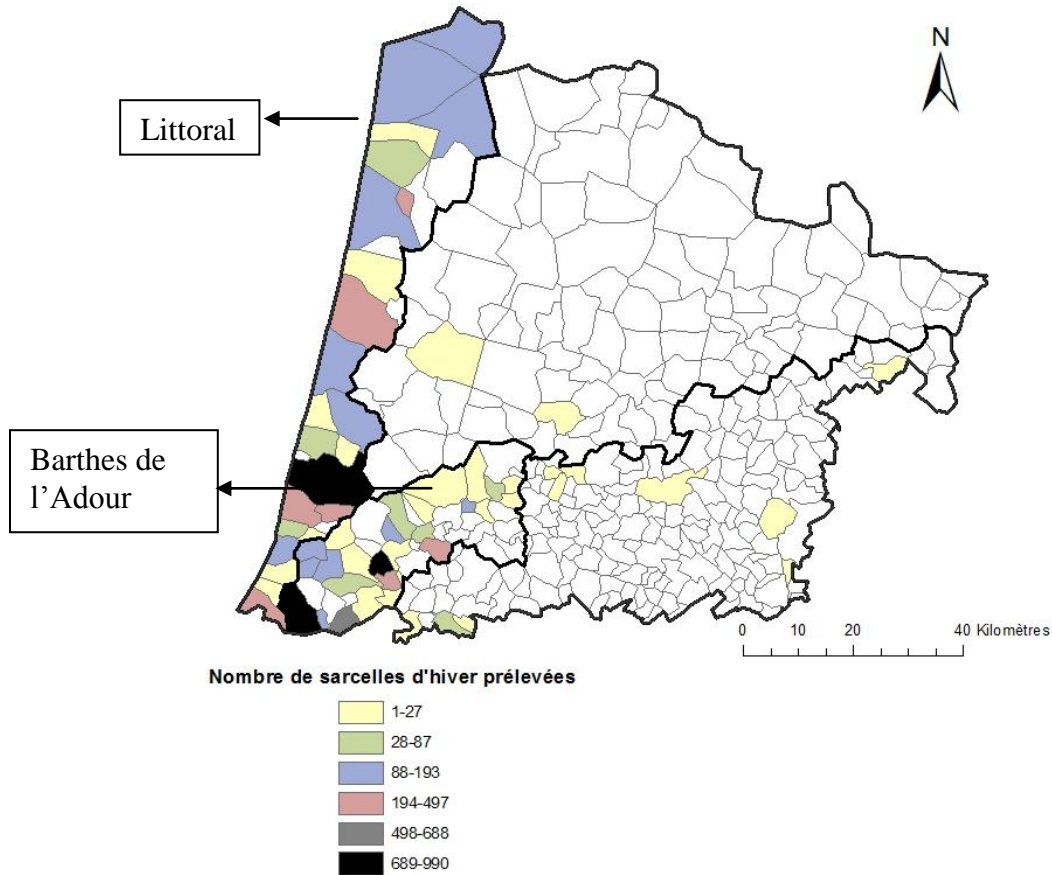 N
Littoral
Barthes de
l'Adour
0 10 20 40 Kilomètres
Nombre de sarcelles d'hiver prélevées
1-27
28-87
88-193
194-497
498-688
689-990